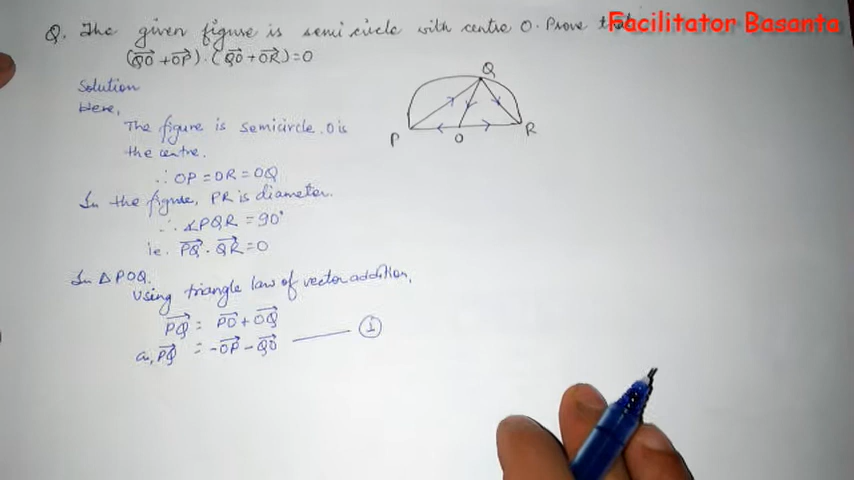 Facilitator Basanta
Q. The given figure is semi circle with centre O. Prove that
(QO→ + OP→) . (QO→ + OR→) = 0
Solution
Here,
The figure is semicircle. O is
the centre.
∴ OP = OR = OQ
In the figure, PR is diameter.
∴ ∡PQR = 90°
ie. PQ→ . QR→ = 0
In △POQ.
Using triangle law of vector addition,
PQ→ = PO→ + OQ→
or, PQ→ = -OP→ - QO→ ——— ①
Q
P
O
R